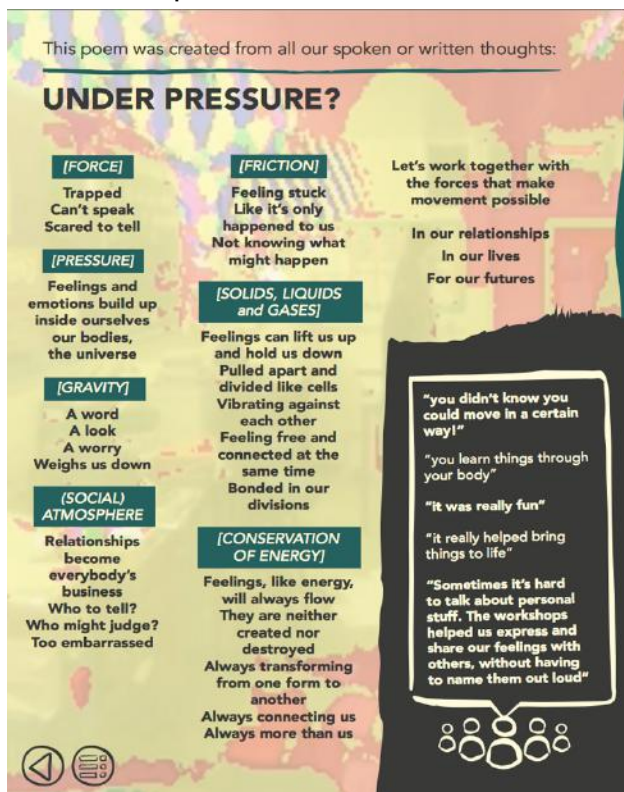 This poem was created from all our spoken or written thoughts:
UNDER PRESSURE?
[FORCE]
Trapped
Can't speak
Scared to tell
[PRESSURE]
Feelings and
emotions build up
inside ourselves
our bodies,
the universe
[GRAVITY]
A word
A look
A worry
Weighs us down
(SOCIAL)
ATMOSPHERE
Relationships
become
everybody's
business
Who to tell?
Who might judge?
Too embarrassed
[FRICTION]
Feeling stuck
Like it's only
happened to us
Not knowing what
might happen
[SOLIDS, LIQUIDS
and GASES]
Feelings can lift us up
and hold us down
Pulled apart and
divided like cells
Vibrating against
each other
Feeling free and
connected at the
same time
Bonded in our
divisions
[CONSERVATION
OF ENERGY]
Feelings, like energy,
will always flow
They are neither
created nor
destroyed
Always transforming
from one form to
another
Always connecting us
Always more than us
Let's work together with
the forces that make
movement possible
In our relationships
In our lives
For our futures
"you didn't know you
could move in a certain
way!"
"you learn things through
your body"
"it was really fun"
"it really helped bring
things to life"
"Sometimes it's hard
to talk about personal
stuff. The workshops
helped us express and
share our feelings with
others, without having
to name them out loud"